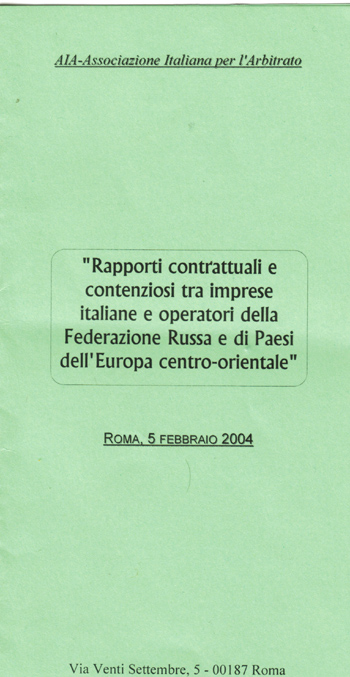 AIA-Associazione Italiana per l'Arbitrato
"Rapporti contrattuali e
contenziosi tra imprese
italiane e operatori della
Federazione Russa e di Paesi
dell'Europa centro-orientale"
ROMA, 5 FEBBRAIO 2004
Via Venti Settembre, 5 - 00187 Roma